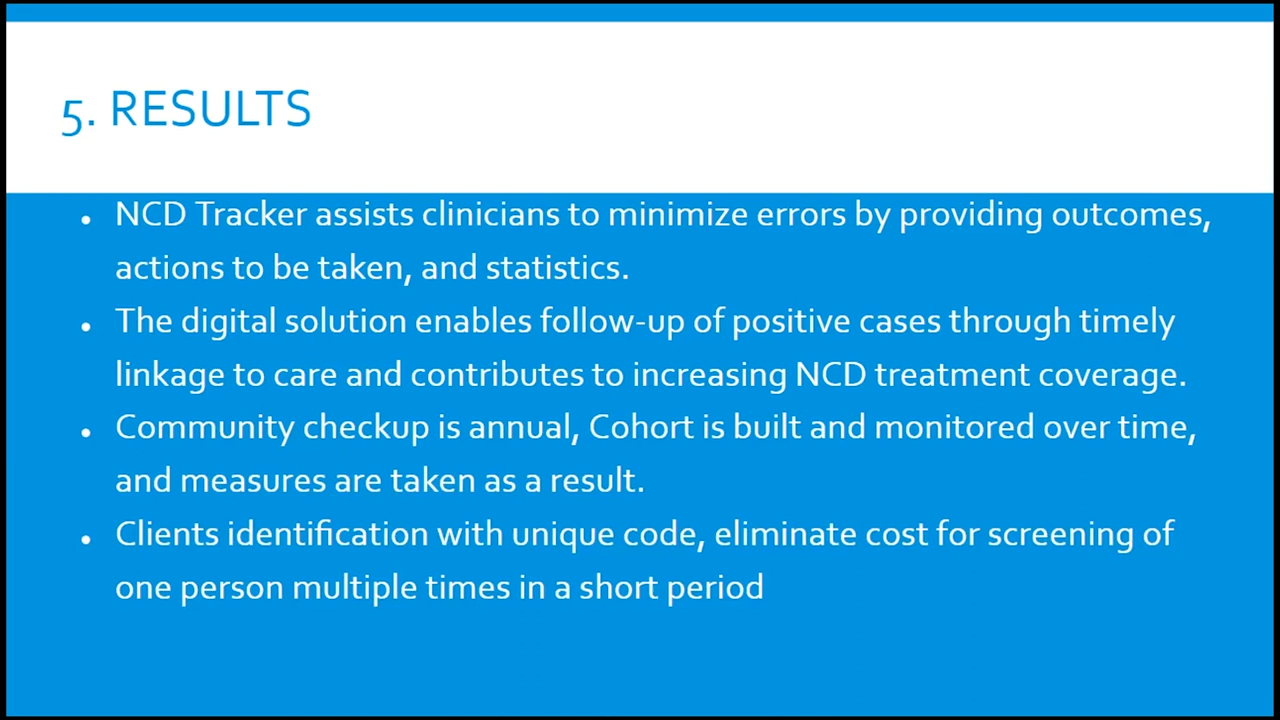 5. RESULTS
• NCD Tracker assists clinicians to minimize errors by providing outcomes,
actions to be taken, and statistics.
• The digital solution enables follow-up of positive cases through timely
linkage to care and contributes to increasing NCD treatment coverage.
• Community checkup is annual, Cohort is built and monitored over time,
and measures are taken as a result.
• Clients identification with unique code, eliminate cost for screening of
one person multiple times in a short period